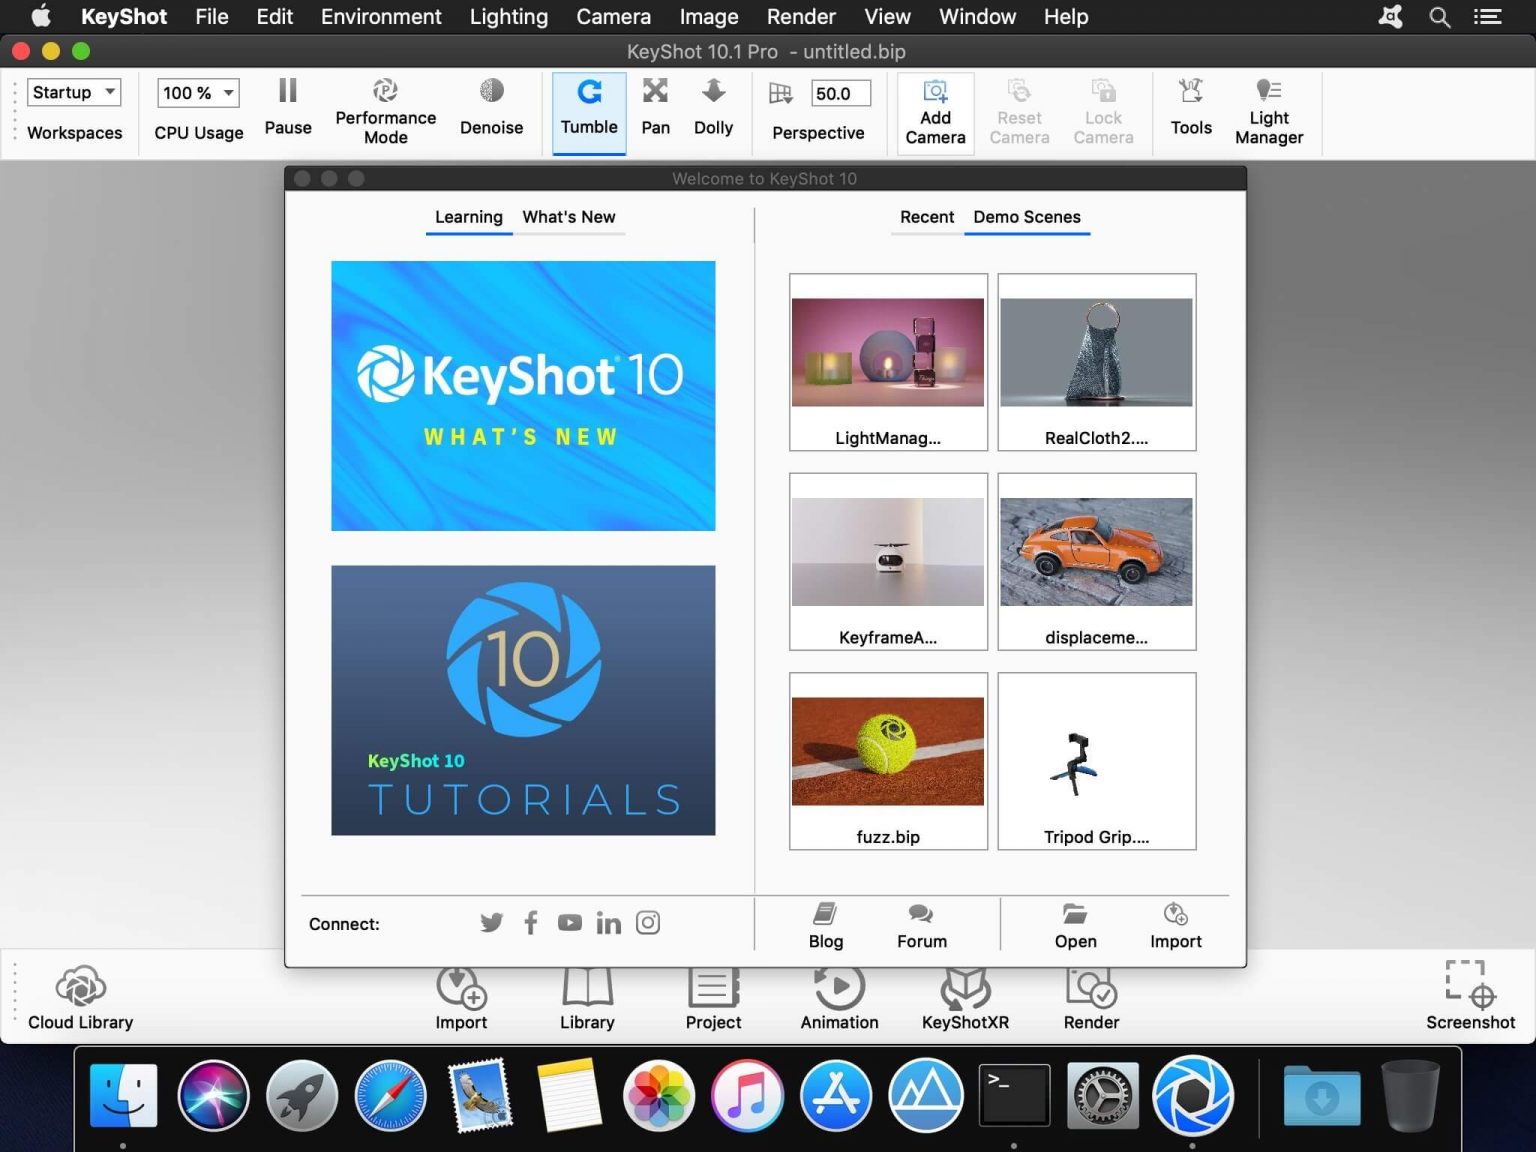 KeyShot File Edit Environment Lighting Camera Image Render View Window Help
KeyShot 10.1 Pro - untitled.bip
Startup
Workspaces
100 %
CPU Usage
Pause
Performance
Mode
Denoise
Tumble
Pan
Dolly
50.0
Perspective
Add
Camera
Reset
Camera
Lock
Camera
Tools
Light
Manager
Welcome to KeyShot 10
Learning What's New
Recent Demo Scenes
KeyShot® 10
WHAT'S NEW
10
KeyShot 10
TUTORIALS
LightManag...
RealCloth2....
KeyframeA...
displaceme...
fuzz.bip
Tripod Grip....
Connect:
Blog
Forum
Open
Import
Cloud Library
Import
Library
Project
Animation
KeyShotXR
Render
Screenshot
>_